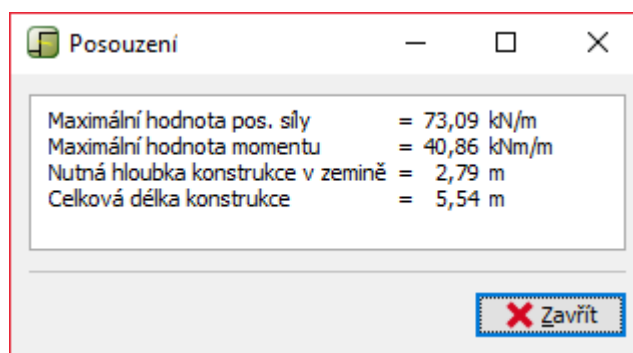 Posouzení
Maximální hodnota pos. síly = 73,09 kN/m
Maximální hodnota momentu = 40,86 kNm/m
Nutná hloubka konstrukce v zemině = 2,79 m
Celková délka konstrukce = 5,54 m
Zavřít